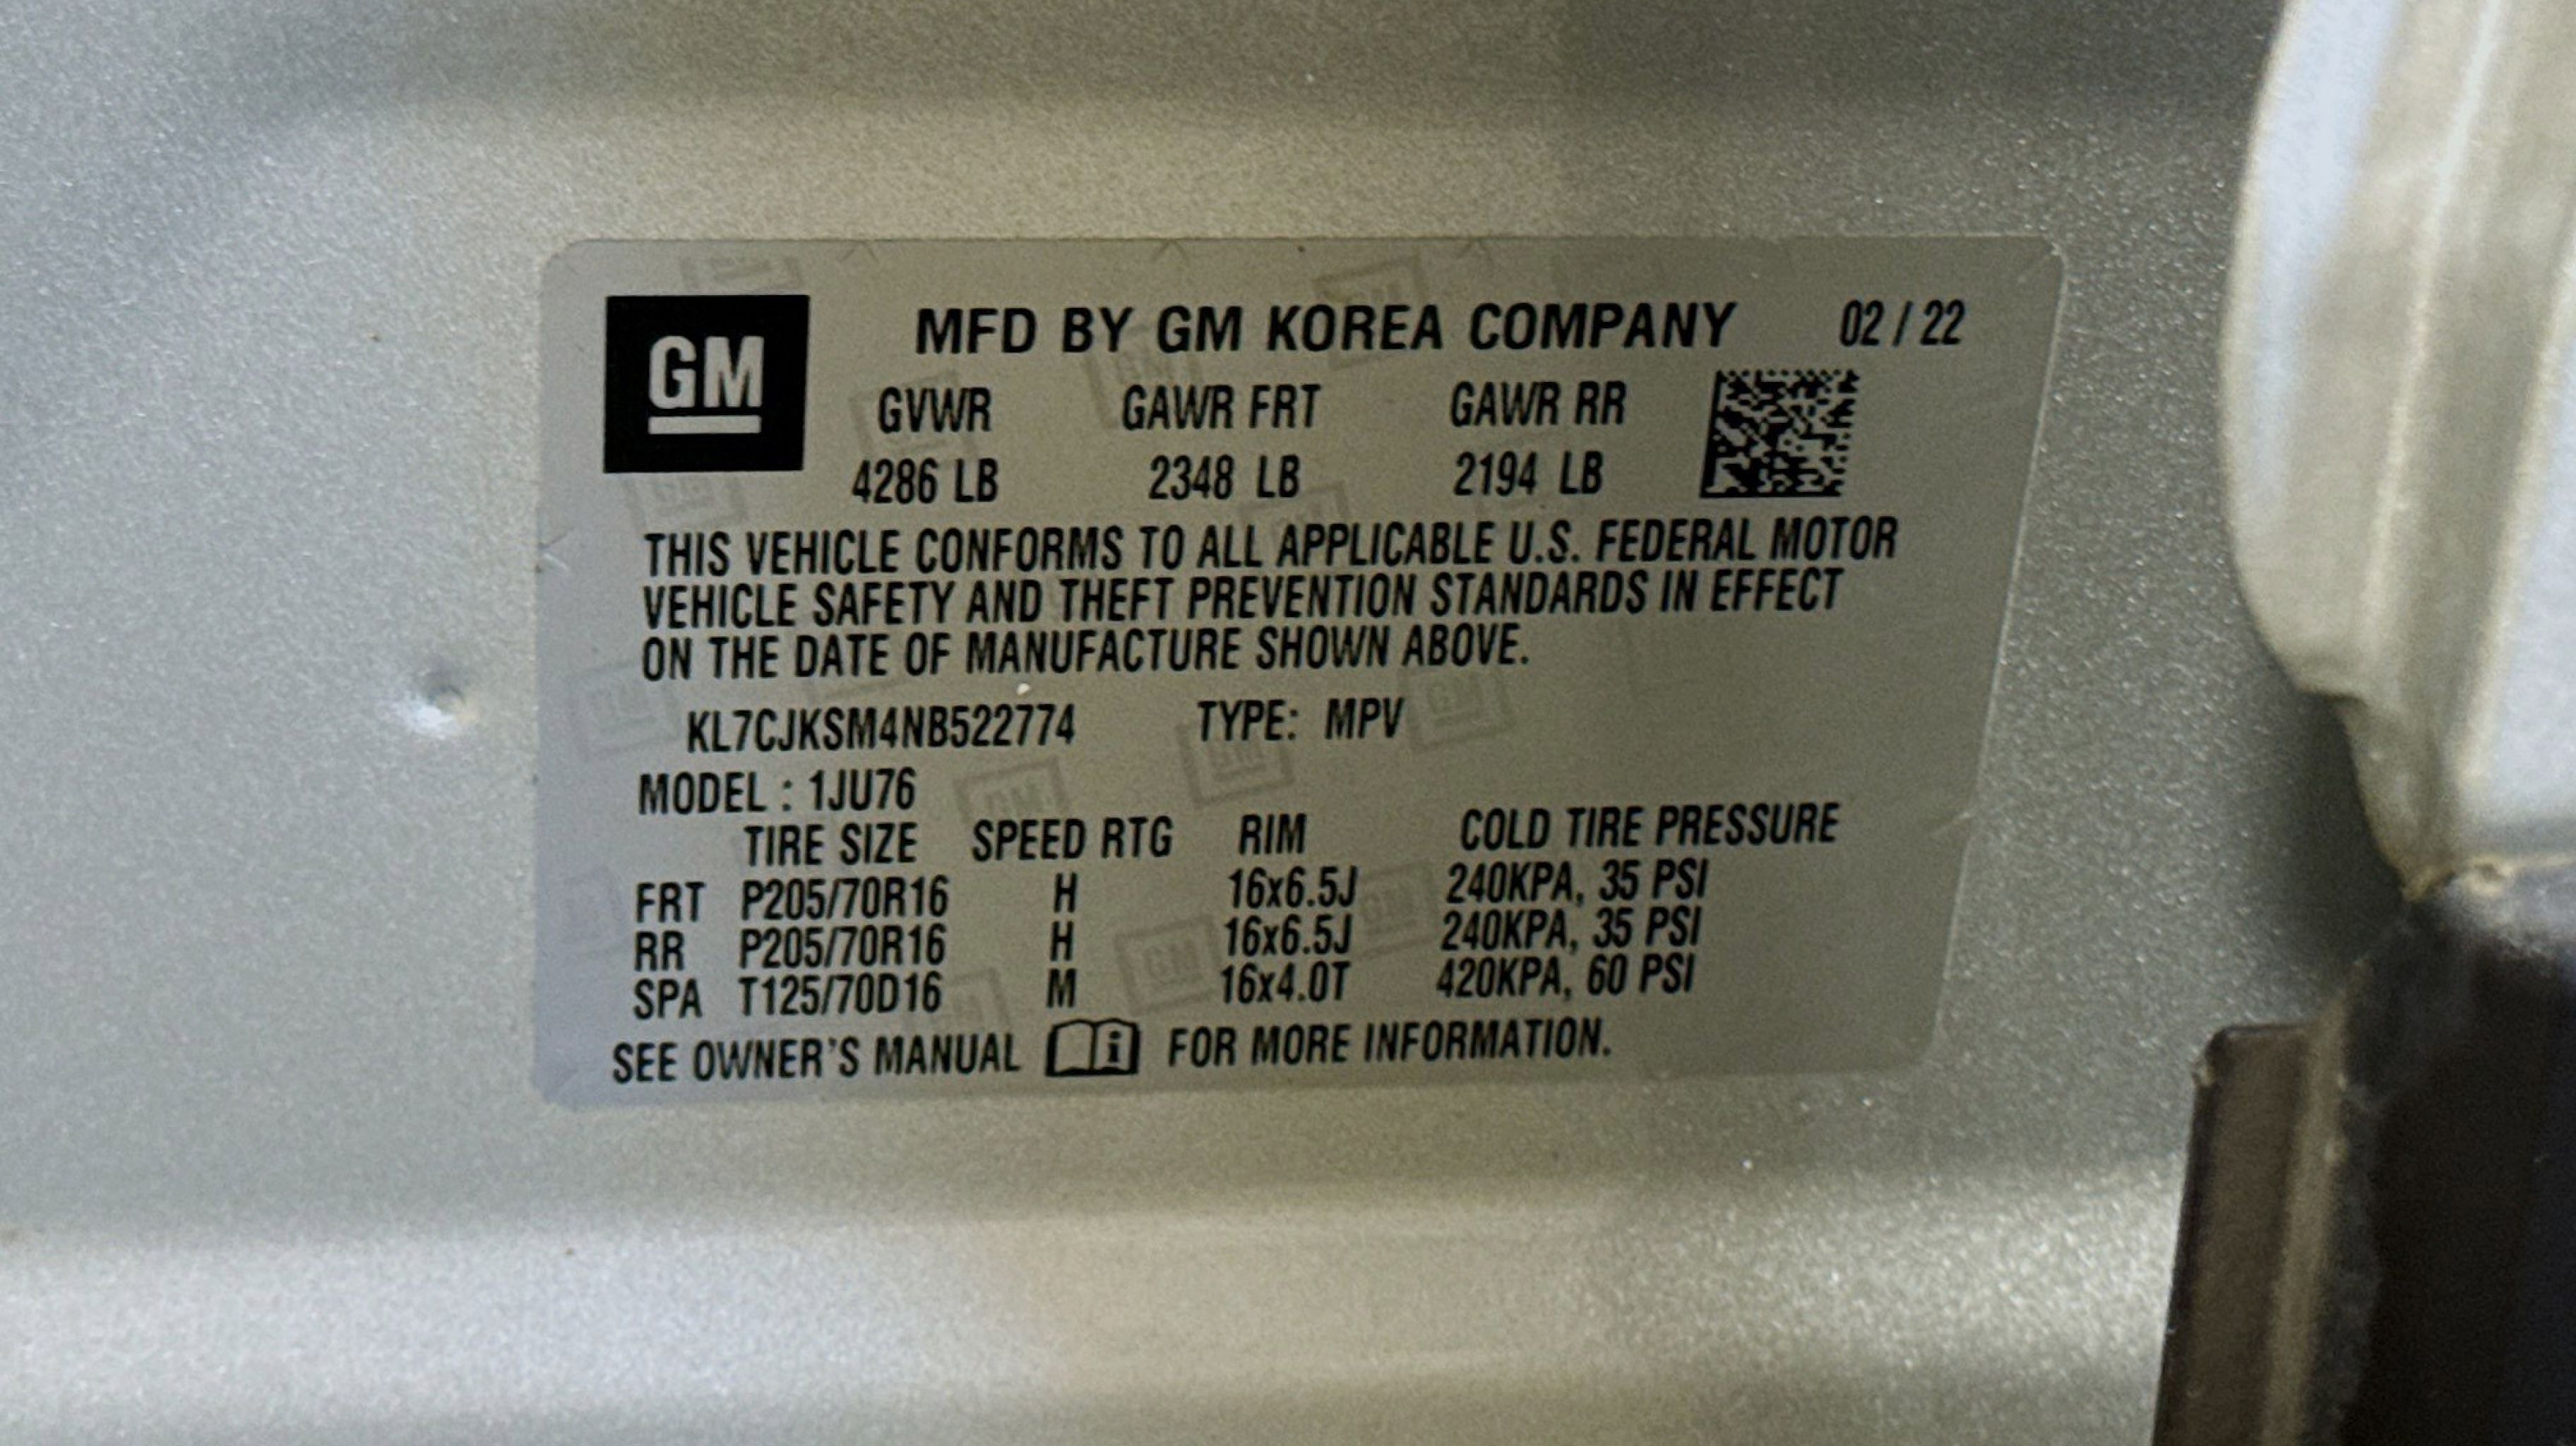 GM
MFD BY GM KOREA COMPANY 02 / 22
GVWR GAWR FRT GAWR RR
4286 LB 2348 LB 2194 LB
THIS VEHICLE CONFORMS TO ALL APPLICABLE U.S. FEDERAL MOTOR
VEHICLE SAFETY AND THEFT PREVENTION STANDARDS IN EFFECT
ON THE DATE OF MANUFACTURE SHOWN ABOVE.
KL7CJKSM4NB522774 TYPE: MPV
MODEL : 1JU76
TIRE SIZE SPEED RTG RIM COLD TIRE PRESSURE
FRT P205/70R16 H 16x6.5J 240KPA, 35 PSI
RR P205/70R16 H 16x6.5J 240KPA, 35 PSI
SPA T125/70D16 M 16x4.0T 420KPA, 60 PSI
SEE OWNER'S MANUAL i FOR MORE INFORMATION.